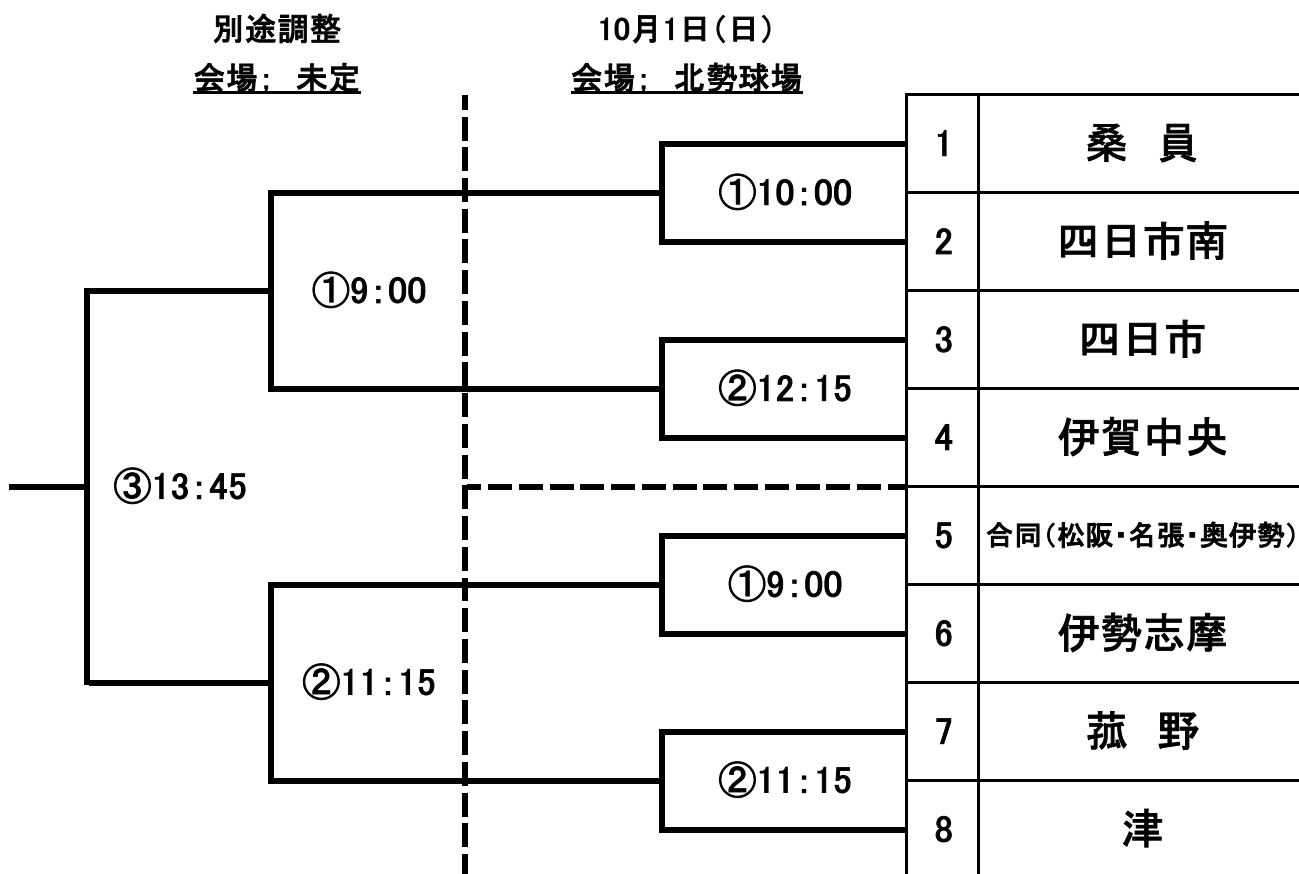 別途調整
会場; 未定
10月1日(日)
会場; 北勢球場
1 桑 員
①10:00
2 四日市南
①9:00
3 四日市
②12:15
4 伊賀中央
③13:45
5 合同(松阪・名張・奥伊勢)
①9:00
6 伊勢志摩
②11:15
7 菰 野
②11:15
8 津